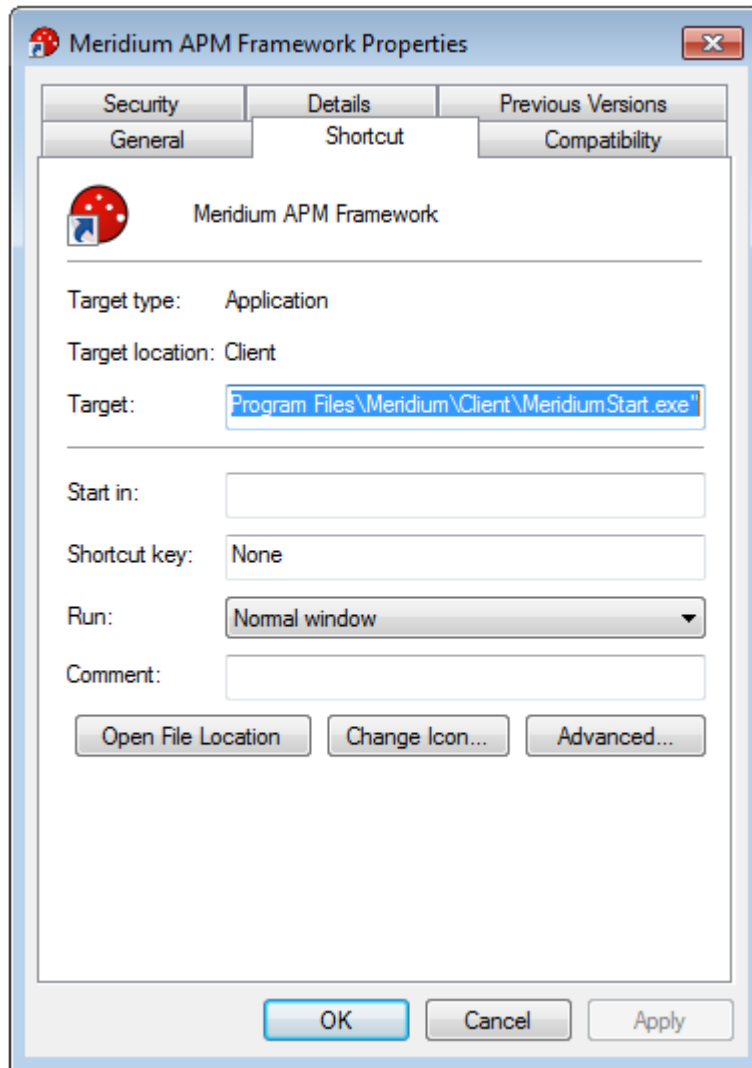 Meridium APM Framework Properties
Security Details Previous Versions
General Shortcut Compatibility
Meridium APM Framework
Target type: Application
Target location: Client
Target: Program Files\Meridium\Client\MeridiumStart.exe"
Start in:
Shortcut key: None
Run: Normal window
Comment:
Open File Location Change Icon... Advanced...
OK Cancel Apply